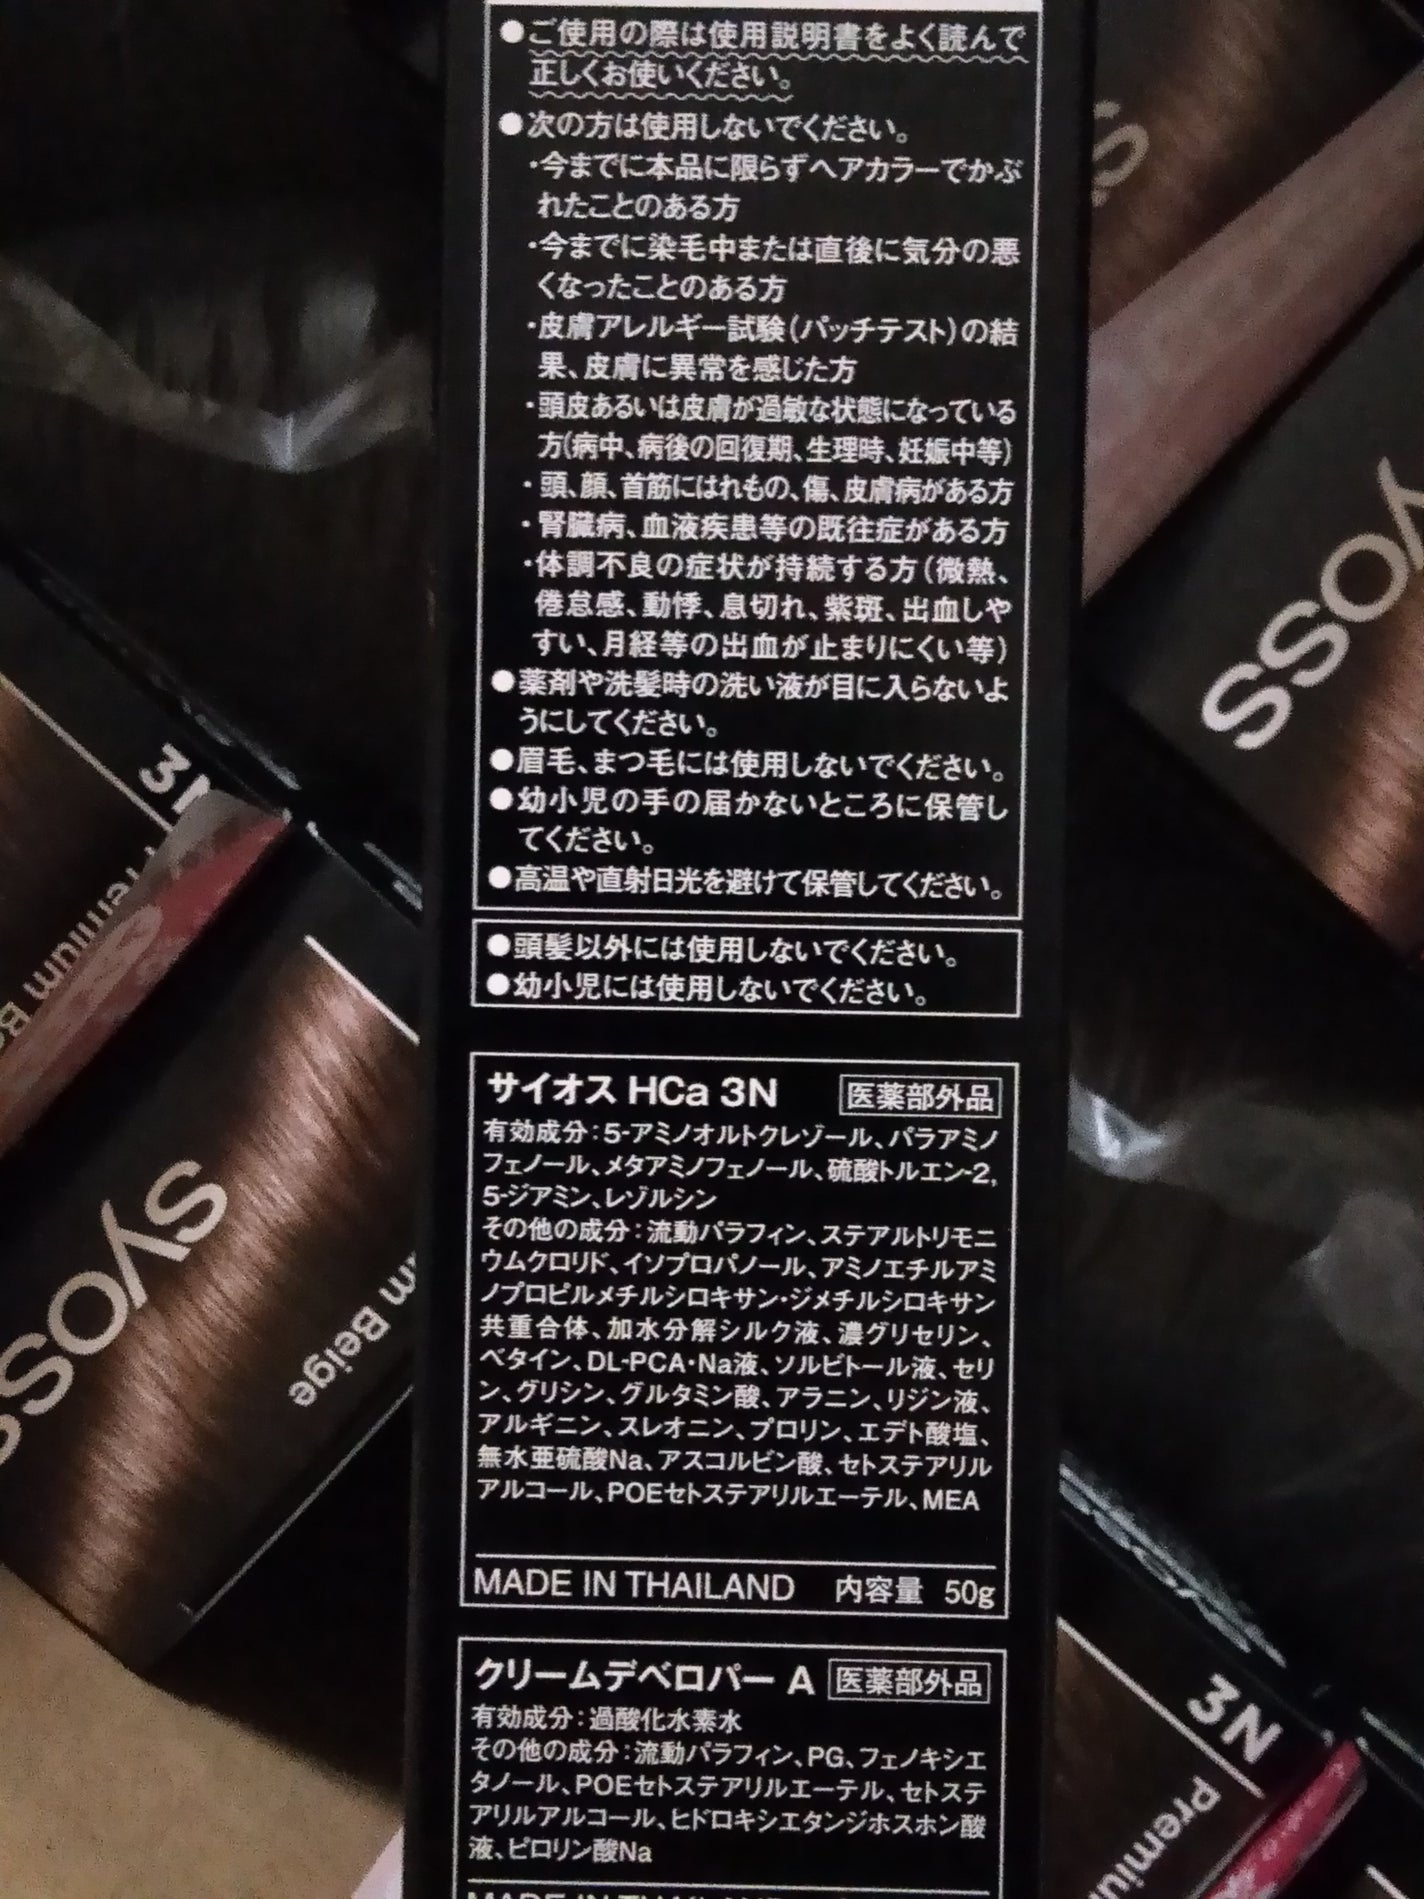 ●ご使用の際は使用説明書をよく読んで
正しくお使いください。
●次の方は使用しないでください。
・今までに本品に限らずヘアカラーでかぶ
れたことのある方
・今までに染毛中または直後に気分の悪
くなったことのある方
・皮膚アレルギー試験(パッチテスト)の結
果、皮膚に異常を感じた方
・頭皮あるいは皮膚が過敏な状態になっている
方(病中、病後の回復期、生理時、妊娠中等)
・頭、顔、首筋にはれもの、傷、皮膚病がある方
・腎臓病、血液疾患等の既往症がある方
・体調不良の症状が持続する方(微熱、
倦怠感、動悸、息切れ、紫斑、出血しや
すい、月経等の出血が止まりにくい等)
●薬剤や洗髪時の洗い液が目に入らないよ
うにしてください。
●眉毛、まつ毛には使用しないでください。
●幼小児の手の届かないところに保管し
てください。
●高温や直射日光を避けて保管してください。
●頭髪以外には使用しないでください。
●幼小児には使用しないでください。
サイオス HCa 3N 医薬部外品
有効成分:5-アミノオルトクレゾール、パラアミノ
フェノール、メタアミノフェノール、硫酸トルエン-2,
5-ジアミン、レゾルシン
その他の成分:流動パラフィン、ステアルトリモニ
ウムクロリド、イソプロパノール、アミノエチルアミ
ノプロピルメチルシロキサン・ジメチルシロキサン
共重合体、加水分解シルク液、濃グリセリン、
ベタイン、DL-PCA・Na液、ソルビトール液、セリ
ン、グリシン、グルタミン酸、アラニン、リジン液、
アルギニン、スレオニン、プロリン、エデト酸塩、
無水亜硫酸Na、アスコルビン酸、セトステアリル
アルコール、POEセトステアリルエーテル、MEA
MADE IN THAILAND 内容量 50g
クリームデベロパー A 医薬部外品
有効成分:過酸化水素水
その他の成分:流動パラフィン、PG、フェノキシエ
タノール、POEセトステアリルエーテル、セトステ
アリルアルコール、ヒドロキシエタンジホスホン酸
液、ピロリン酸Na
MADE IN THAILAND
syoss
3N
Premium Be
syoss
um Beige
3N
Premiu